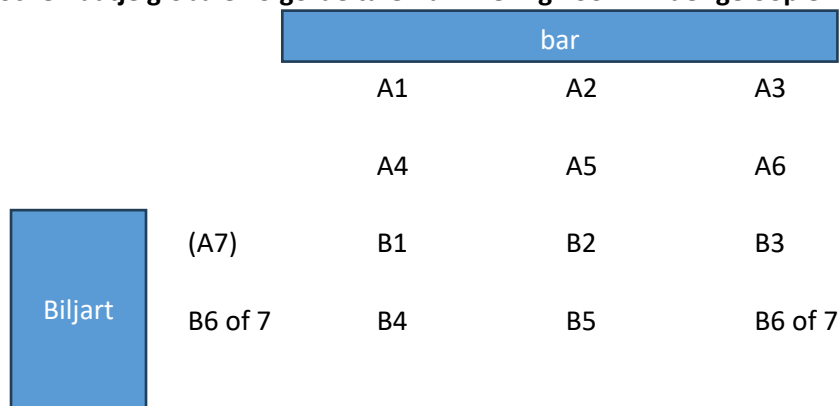 bar
A1 A2 A3
A4 A5 A6
(A7) B1 B2 B3
Biljart
B6 of 7 B4 B5 B6 of 7